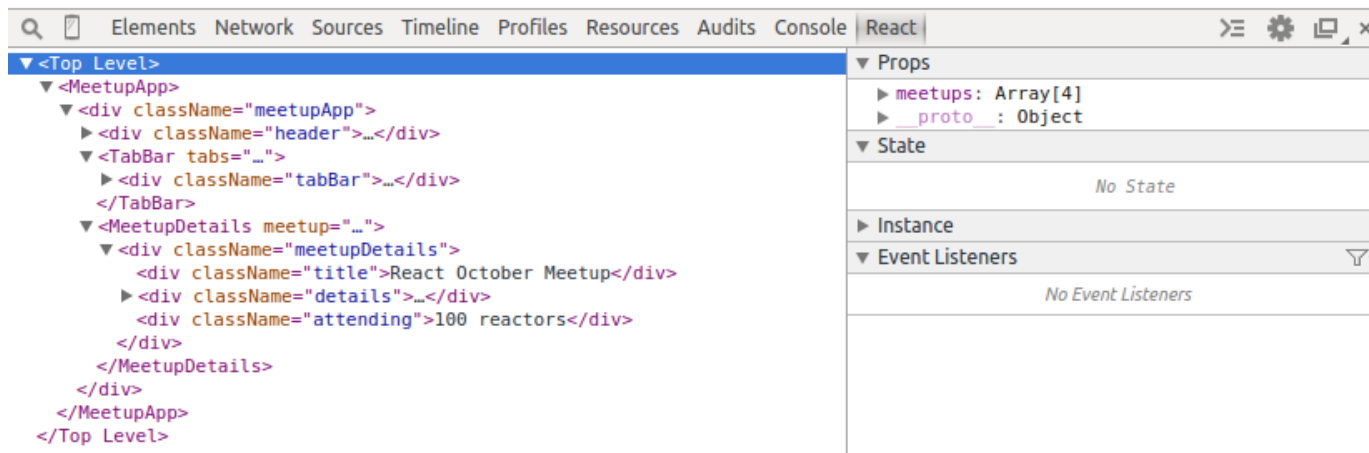 Elements Network Sources Timeline Profiles Resources Audits Console React
<Top Level>
<MeetupApp>
<div className="meetupApp">
<div className="header">…</div>
<TabBar tabs="…">
<div className="tabBar">…</div>
</TabBar>
<MeetupDetails meetup="…">
<div className="meetupDetails">
<div className="title">React October Meetup</div>
<div className="details">…</div>
<div className="attending">100 reactors</div>
</div>
</MeetupDetails>
</div>
</MeetupApp>
</Top Level>
Props
meetups: Array[4]
__proto__: Object
State
No State
Instance
Event Listeners
No Event Listeners